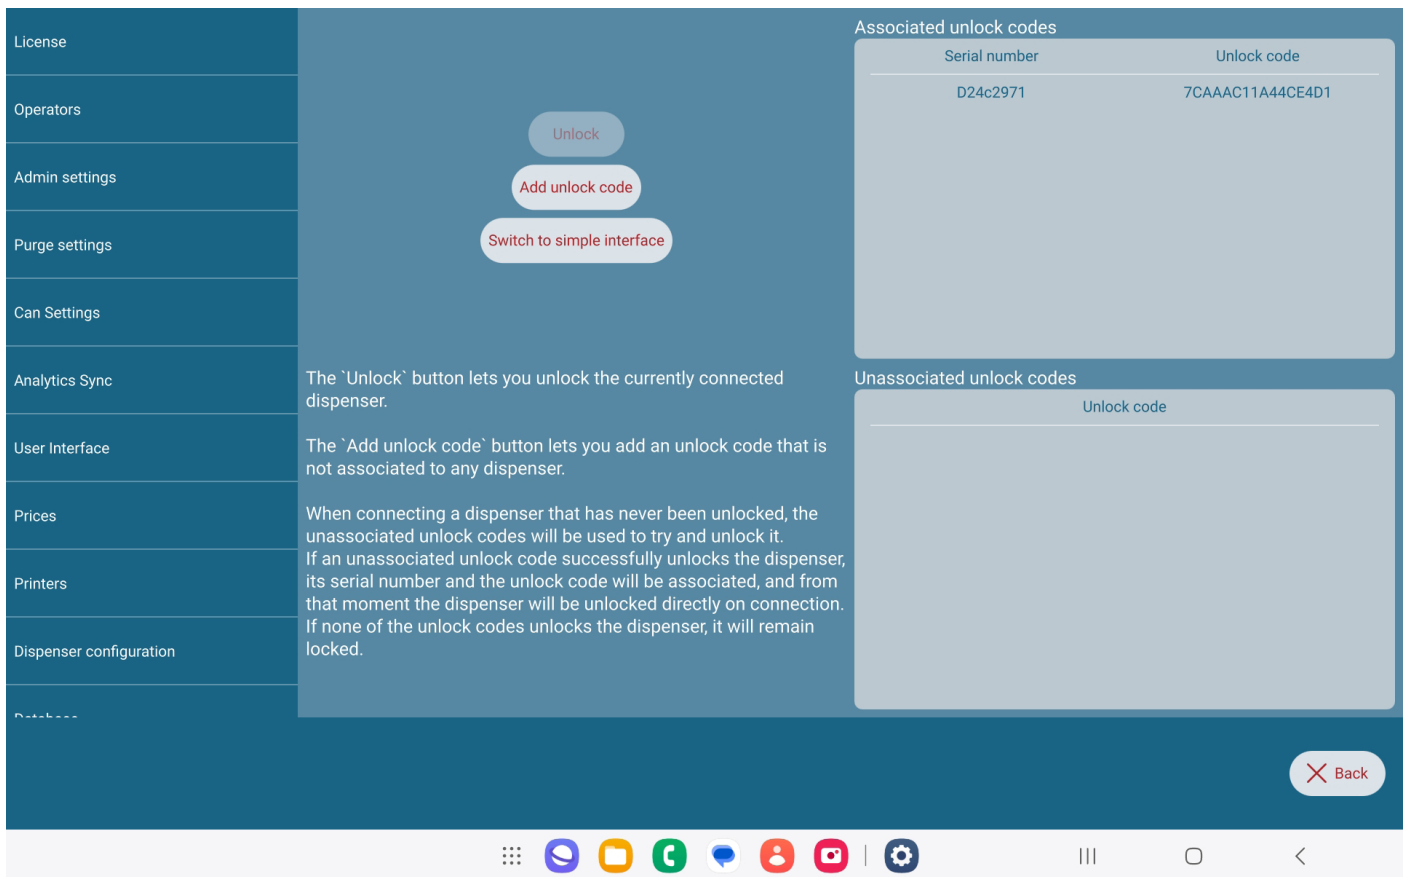 License
Operators
Admin settings
Purge settings
Can Settings
Analytics Sync
User Interface
Prices
Printers
Dispenser configuration
Unlock
Add unlock code
Switch to simple interface
The `Unlock` button lets you unlock the currently connected
dispenser.
The `Add unlock code` button lets you add an unlock code that is
not associated to any dispenser.
When connecting a dispenser that has never been unlocked, the
unassociated unlock codes will be used to try and unlock it.
If an unassociated unlock code successfully unlocks the dispenser,
its serial number and the unlock code will be associated, and from
that moment the dispenser will be unlocked directly on connection.
If none of the unlock codes unlocks the dispenser, it will remain
locked.
Associated unlock codes
Serial number Unlock code
D24c2971 7CAAAC11A44CE4D1
Unassociated unlock codes
Unlock code
Back